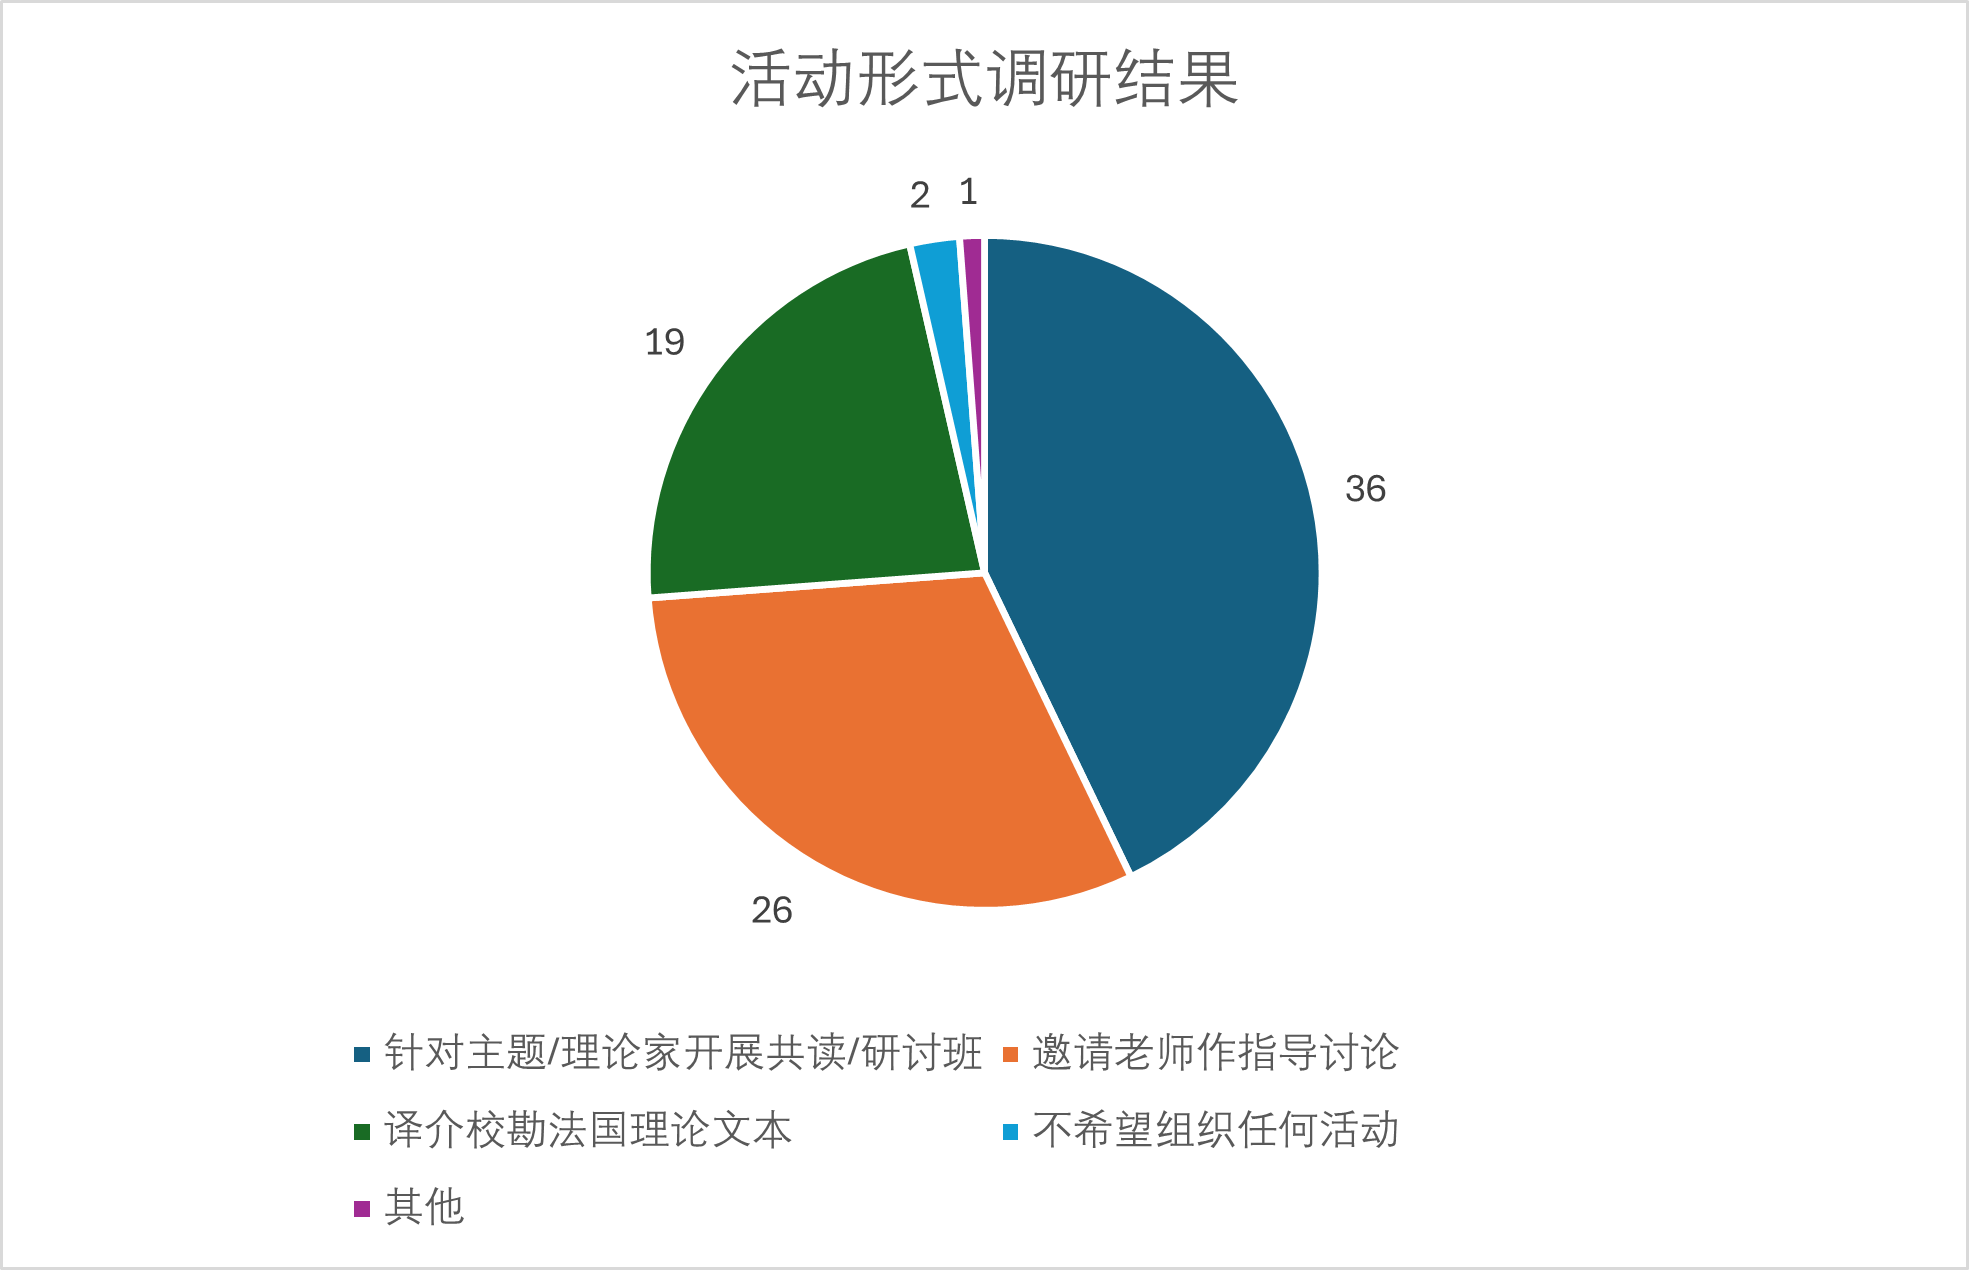 活动形式调研结果
2
1
19
36
26
针对主题/理论家开展共读/研讨班
邀请老师作指导讨论
译介校勘法国理论文本
不希望组织任何活动
其他